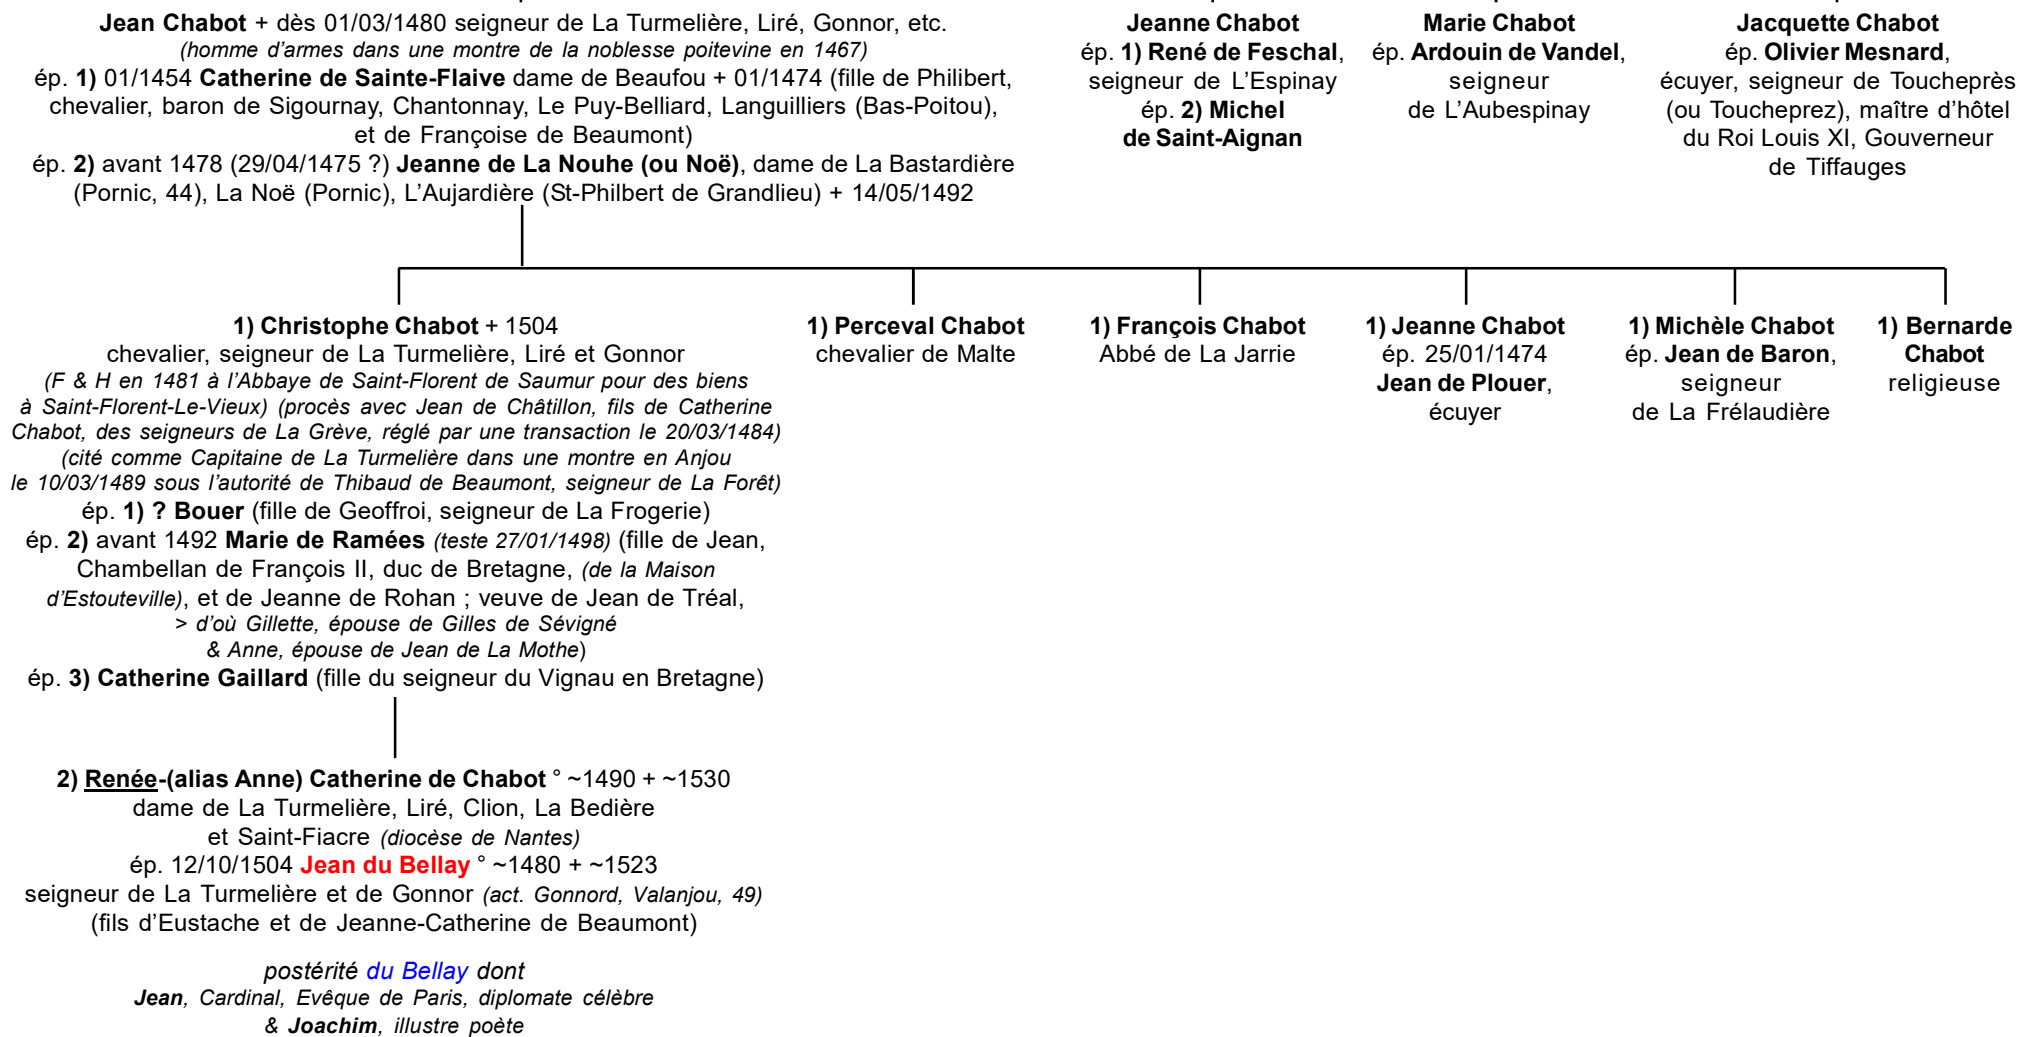 Jean Chabot + dès 01/03/1480 seigneur de La Turmelière, Liré, Gonnor, etc.
(homme d'armes dans une montre de la noblesse poitevine en 1467)
ép. 1) 01/1454 Catherine de Sainte-Flaive dame de Beaufou + 01/1474 (fille de Philibert,
chevalier, baron de Sigournay, Chantonnay, Le Puy-Belliard, Languilliers (Bas-Poitou),
et de Françoise de Beaumont)
ép. 2) avant 1478 (29/04/1475 ?) Jeanne de La Nouhe (ou Noë), dame de La Bastardière
(Pornic, 44), La Noë (Pornic), L'Aujardière (St-Philbert de Grandlieu) + 14/05/1492
Jeanne Chabot
ép. 1) René de Feschal,
seigneur de L'Espinay
ép. 2) Michel
de Saint-Aignan
Marie Chabot
ép. Ardouin de Vandel,
seigneur
de L'Aubespinay
Jacquette Chabot
ép. Olivier Mesnard,
écuyer, seigneur de Toucheprès
(ou Toucheprez), maître d'hôtel
du Roi Louis XI, Gouverneur
de Tiffauges
1) Christophe Chabot + 1504
chevalier, seigneur de La Turmelière, Liré et Gonnor
(F & H en 1481 à l'Abbaye de Saint-Florent de Saumur pour des biens
à Saint-Florent-Le-Vieux) (procès avec Jean de Châtillon, fils de Catherine
Chabot, des seigneurs de La Grève, réglé par une transaction le 20/03/1484)
(cité comme Capitaine de La Turmelière dans une montre en Anjou
le 10/03/1489 sous l'autorité de Thibaud de Beaumont, seigneur de La Forêt)
ép. 1) ? Bouer (fille de Geoffroi, seigneur de La Frogerie)
ép. 2) avant 1492 Marie de Ramées (teste 27/01/1498) (fille de Jean,
Chambellan de François II, duc de Bretagne, (de la Maison
d'Estouteville), et de Jeanne de Rohan ; veuve de Jean de Tréal,
> d'où Gillette, épouse de Gilles de Sévigné
& Anne, épouse de Jean de La Mothe)
ép. 3) Catherine Gaillard (fille du seigneur du Vignau en Bretagne)
1) Perceval Chabot
chevalier de Malte
1) François Chabot
Abbé de La Jarrie
1) Jeanne Chabot
ép. 25/01/1474
Jean de Plouer,
écuyer
1) Michèle Chabot
ép. Jean de Baron,
seigneur
de La Frélaudière
1) Bernarde
Chabot
religieuse
2) Renée-(alias Anne) Catherine de Chabot ° ~1490 + ~1530
dame de La Turmelière, Liré, Clion, La Bedière
et Saint-Fiacre (diocèse de Nantes)
ép. 12/10/1504 Jean du Bellay ° ~1480 + ~1523
seigneur de La Turmelière et de Gonnor (act. Gonnord, Valanjou, 49)
(fils d'Eustache et de Jeanne-Catherine de Beaumont)
postérité du Bellay dont
Jean, Cardinal, Evêque de Paris, diplomate célèbre
& Joachim, illustre poète